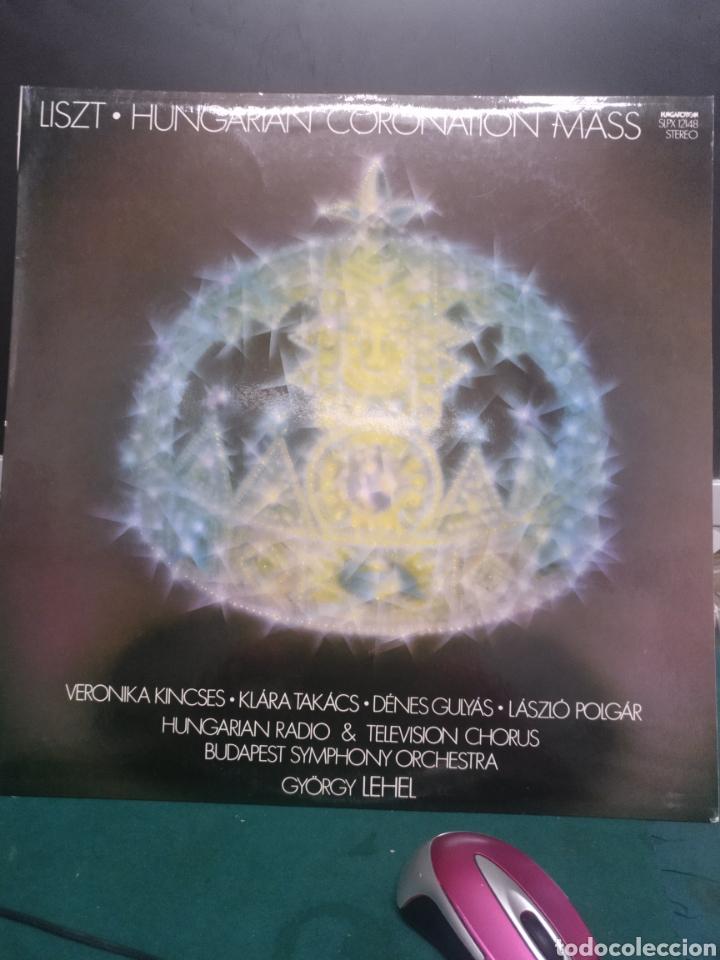 LISZT • HUNGARIAN CORONATION MASS
HUNGAROTON
SLPX 12148
STEREO
VERONIKA KINCSES • KLÁRA TAKÁCS • DÉNES GULYÁS • LÁSZLÓ POLGÁR
HUNGARIAN RADIO & TELEVISION CHORUS
BUDAPEST SYMPHONY ORCHESTRA
GYÖRGY LEHEL
todocoleccion